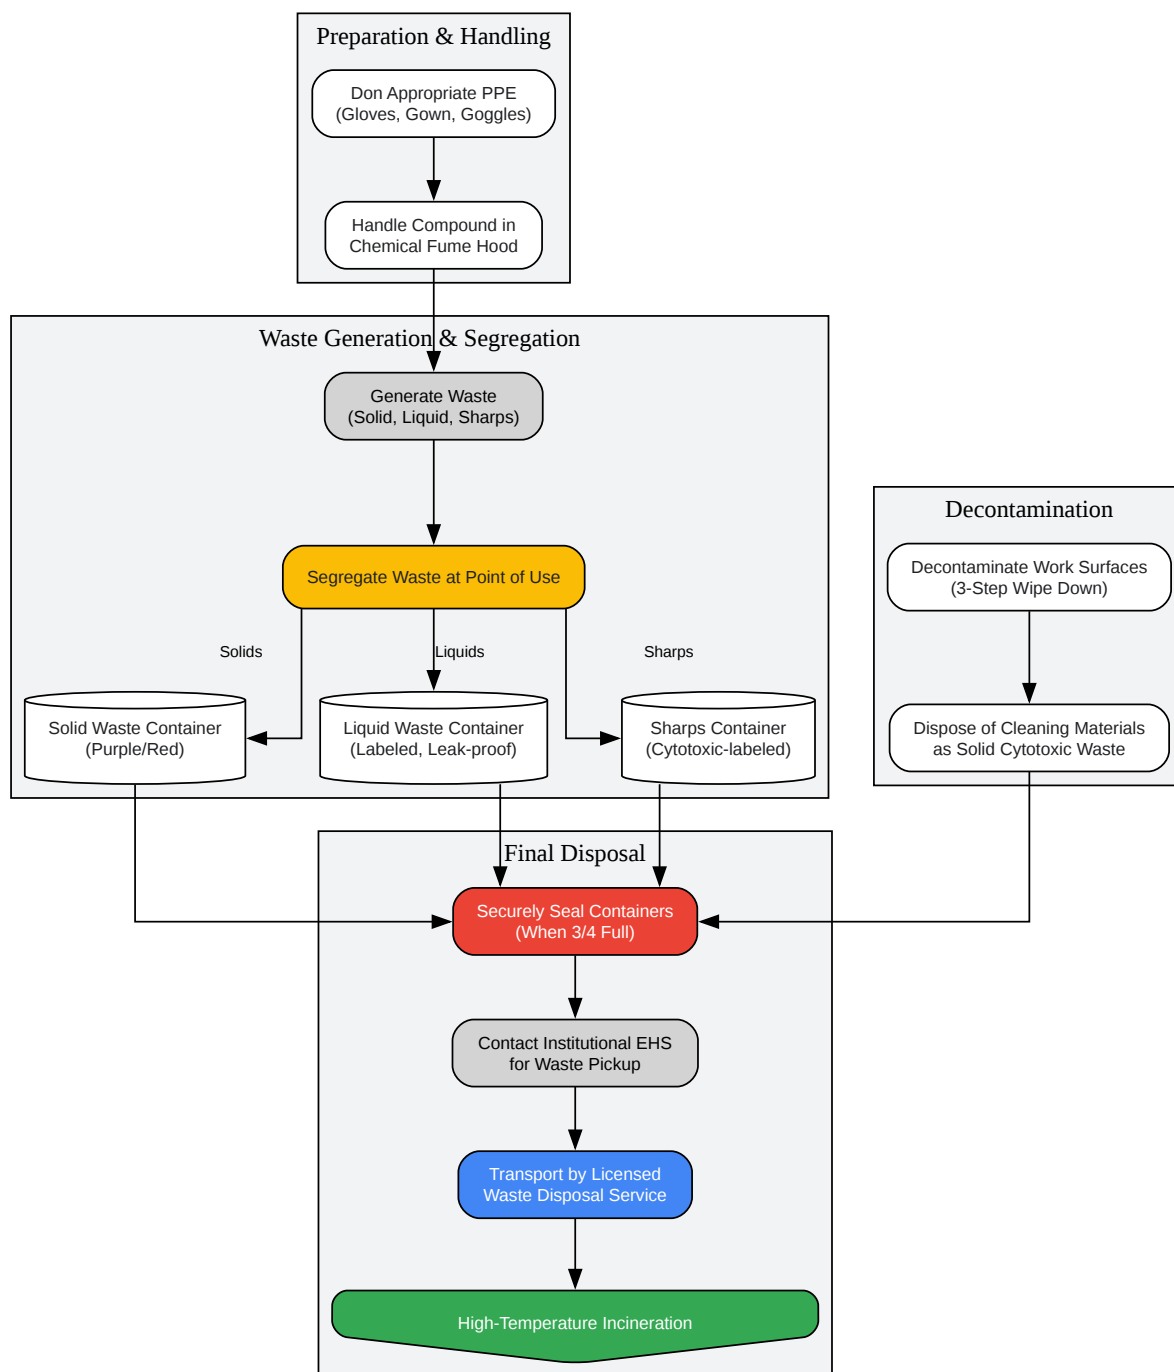 Preparation & Handling
Don Appropriate PPE
(Gloves, Gown, Goggles)
Handle Compound in
Chemical Fume Hood
Waste Generation & Segregation
Generate Waste
(Solid, Liquid, Sharps)
Segregate Waste at Point of Use
Solids
Liquids
Sharps
Solid Waste Container
(Purple/Red)
Liquid Waste Container
(Labeled, Leak-proof)
Sharps Container
(Cytotoxic-labeled)
Decontamination
Decontaminate Work Surfaces
(3-Step Wipe Down)
Dispose of Cleaning Materials
as Solid Cytotoxic Waste
Final Disposal
Securely Seal Containers
(When 3/4 Full)
Contact Institutional EHS
for Waste Pickup
Transport by Licensed
Waste Disposal Service
High-Temperature Incineration